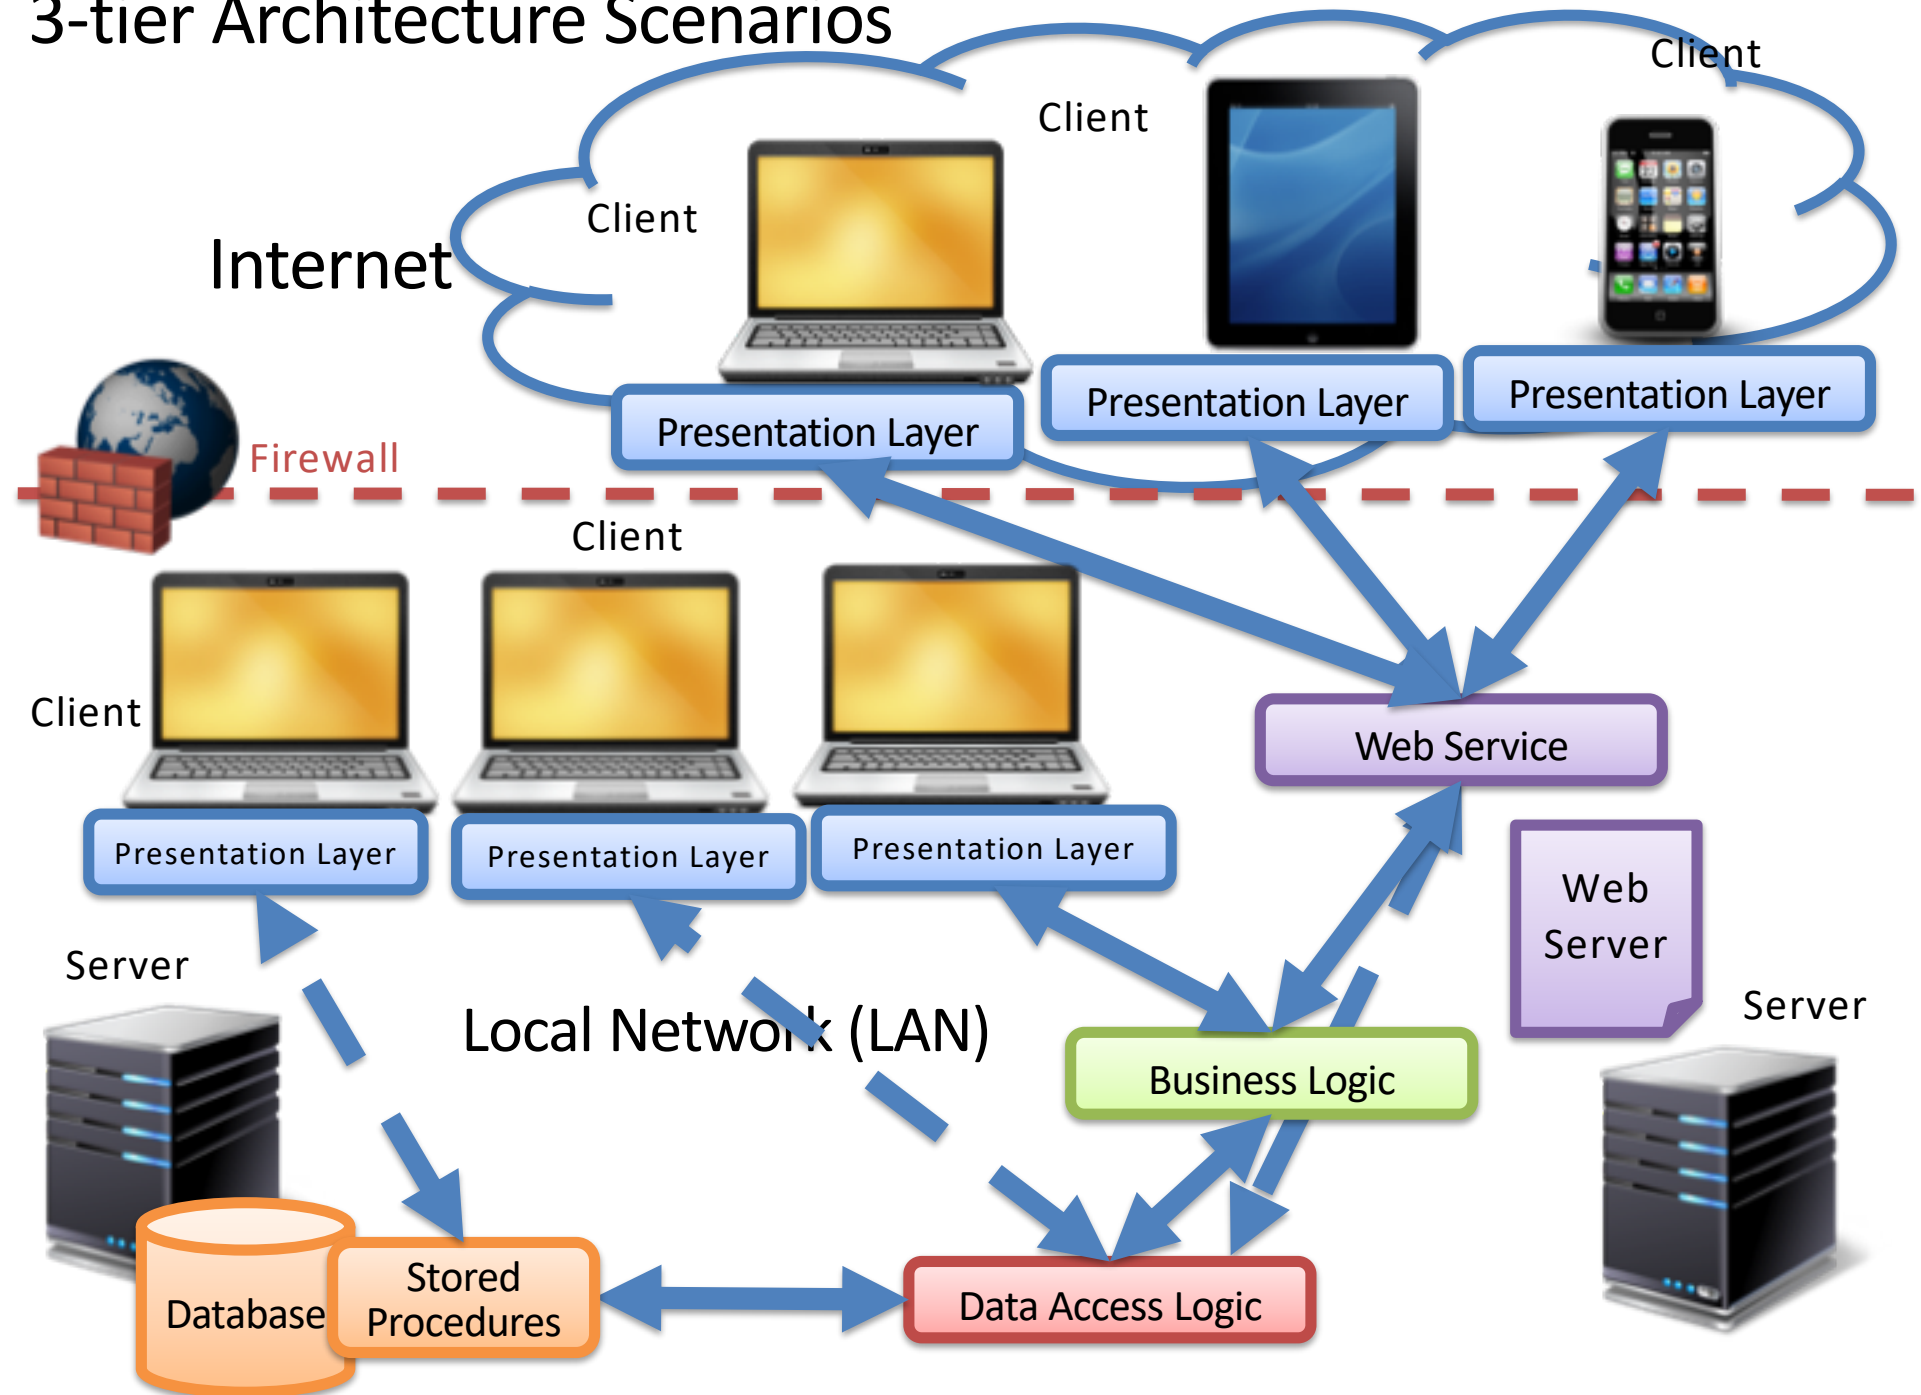 3-tier Architecture Scenarios
Client
Client
Client
Internet
Presentation Layer
Presentation Layer
Presentation Layer
Firewall
Client
Client
Web Service
Presentation Layer
Presentation Layer
Presentation Layer
Web
Server
Server
Local Network (LAN)
Server
Business Logic
Stored
Procedures
Database
Data Access Logic